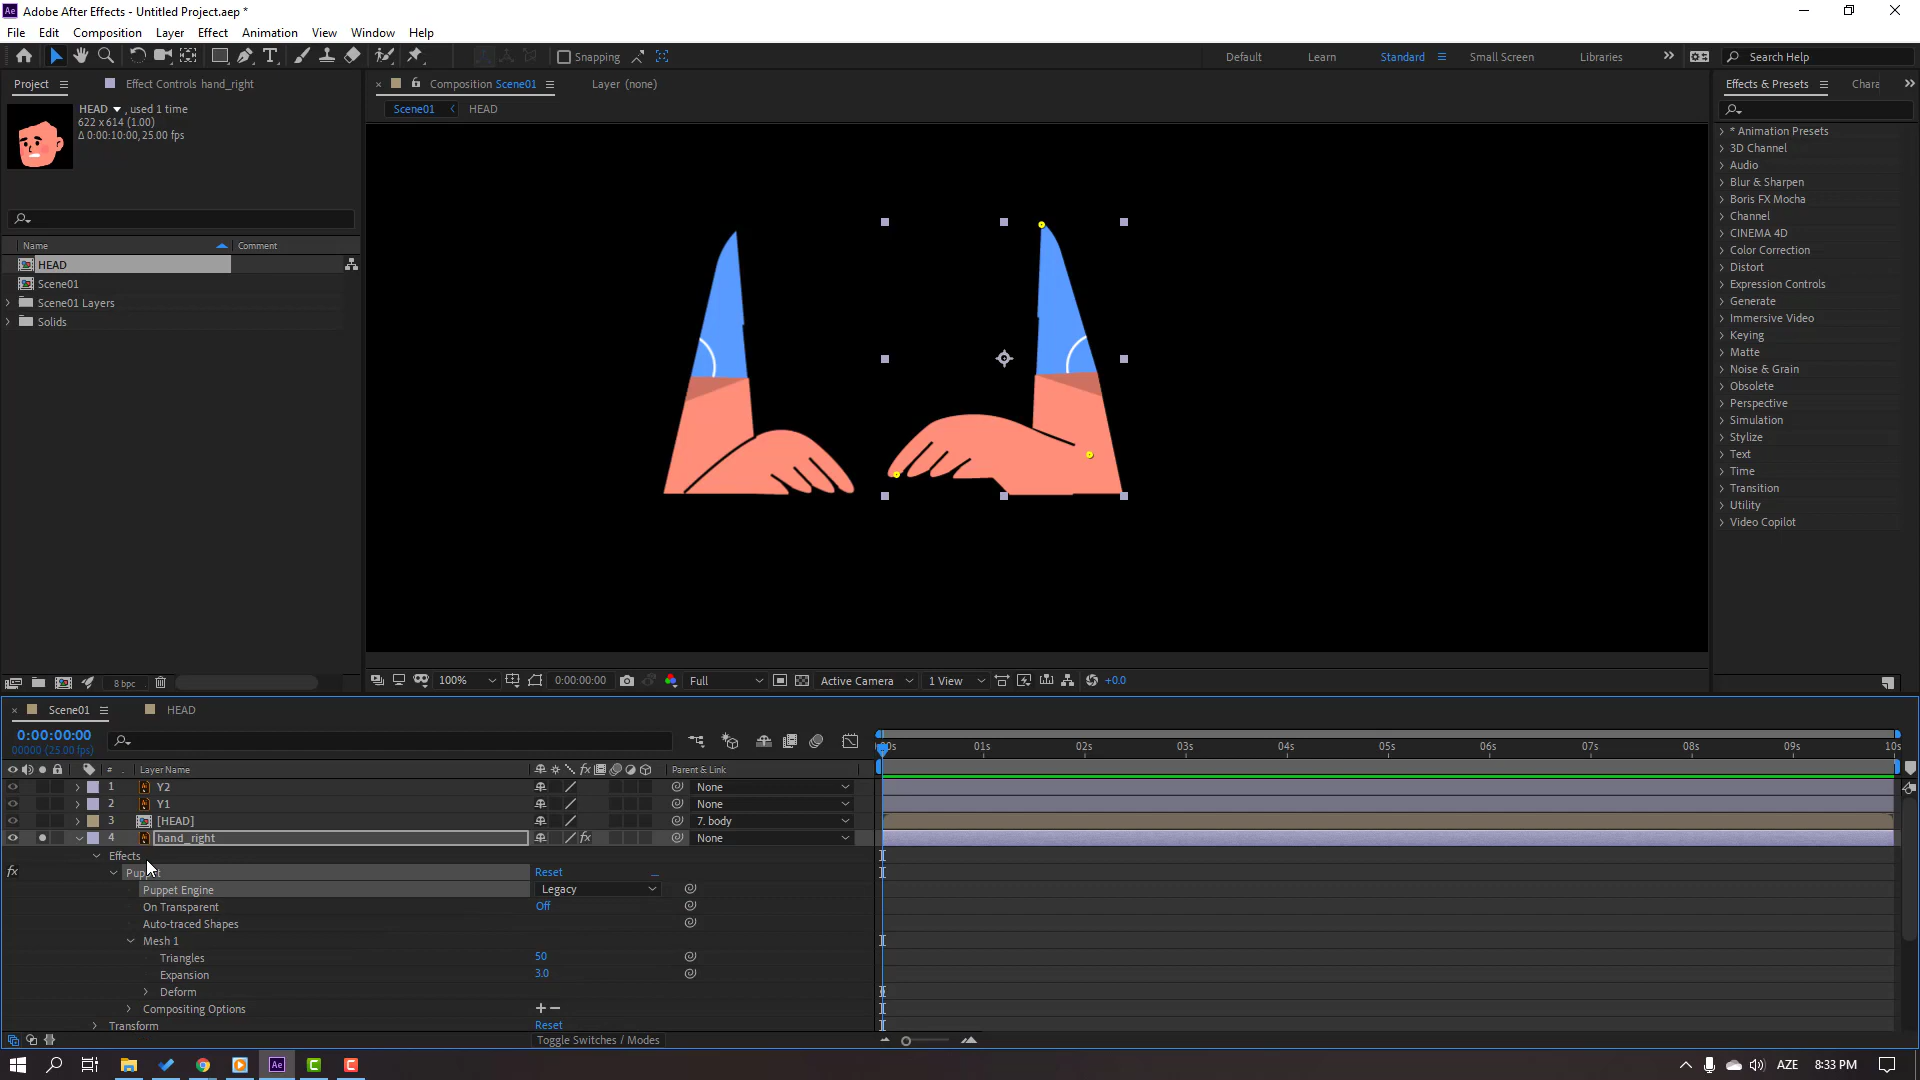 Adobe After Effects - Untitled Project.aep *
File Edit Composition Layer Effect Animation View Window Help
Snapping Default Learn Standard Small Screen Libraries Search Help
Project Effect Controls hand_right Composition Scene01 Layer (none) Effects & Presets Chara
HEAD , used 1 time
622 x 614 (1.00)
Δ 0:00:10:00, 25.00 fps
Scene01 HEAD
Name Comment
HEAD
Scene01
Scene01 Layers
Solids
* Animation Presets
3D Channel
Audio
Blur & Sharpen
Boris FX Mocha
Channel
CINEMA 4D
Color Correction
Distort
Expression Controls
Generate
Immersive Video
Keying
Matte
Noise & Grain
Obsolete
Perspective
Simulation
Stylize
Text
Time
Transition
Utility
Video Copilot
8 bpc 100% 0:00:00:00 Full Active Camera 1 View +0.0
Scene01 HEAD
0:00:00:00
00000 (25.00 fps)
01s 02s 03s 04s 05s 06s 07s 08s 09s 10s
# Layer Name Parent & Link
1 Y2 None
2 Y1 None
3 [HEAD] 7. body
4 hand_right fx None
Effects
fx Reset
Puppet Engine Legacy
On Transparent Off
Auto-traced Shapes
Mesh 1
Triangles 50
Expansion 3.0
Deform
Compositing Options + −
Transform Reset
Toggle Switches / Modes
AZE 8:33 PM